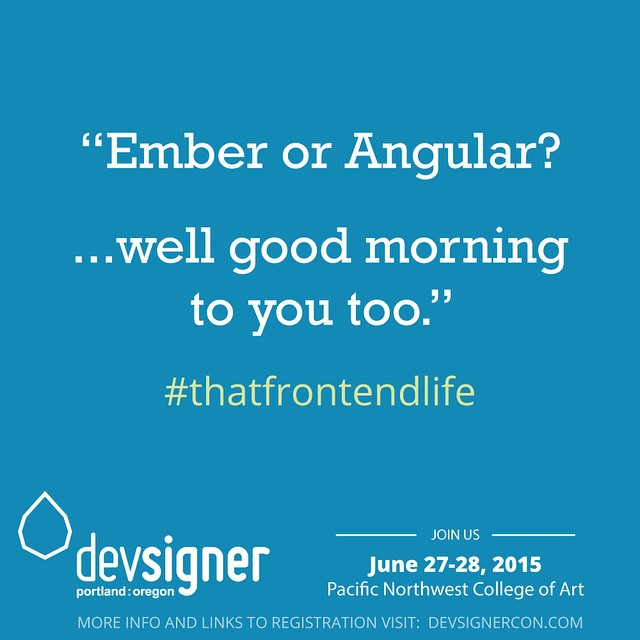 “Ember or Angular?
...well good morning
to you too.”
#thatfrontendlife
devsigner
portland:oregon
JOIN US
June 27-28, 2015
Pacific Northwest College of Art
MORE INFO AND LINKS TO REGISTRATION VISIT: DEVSIGNERCON.COM